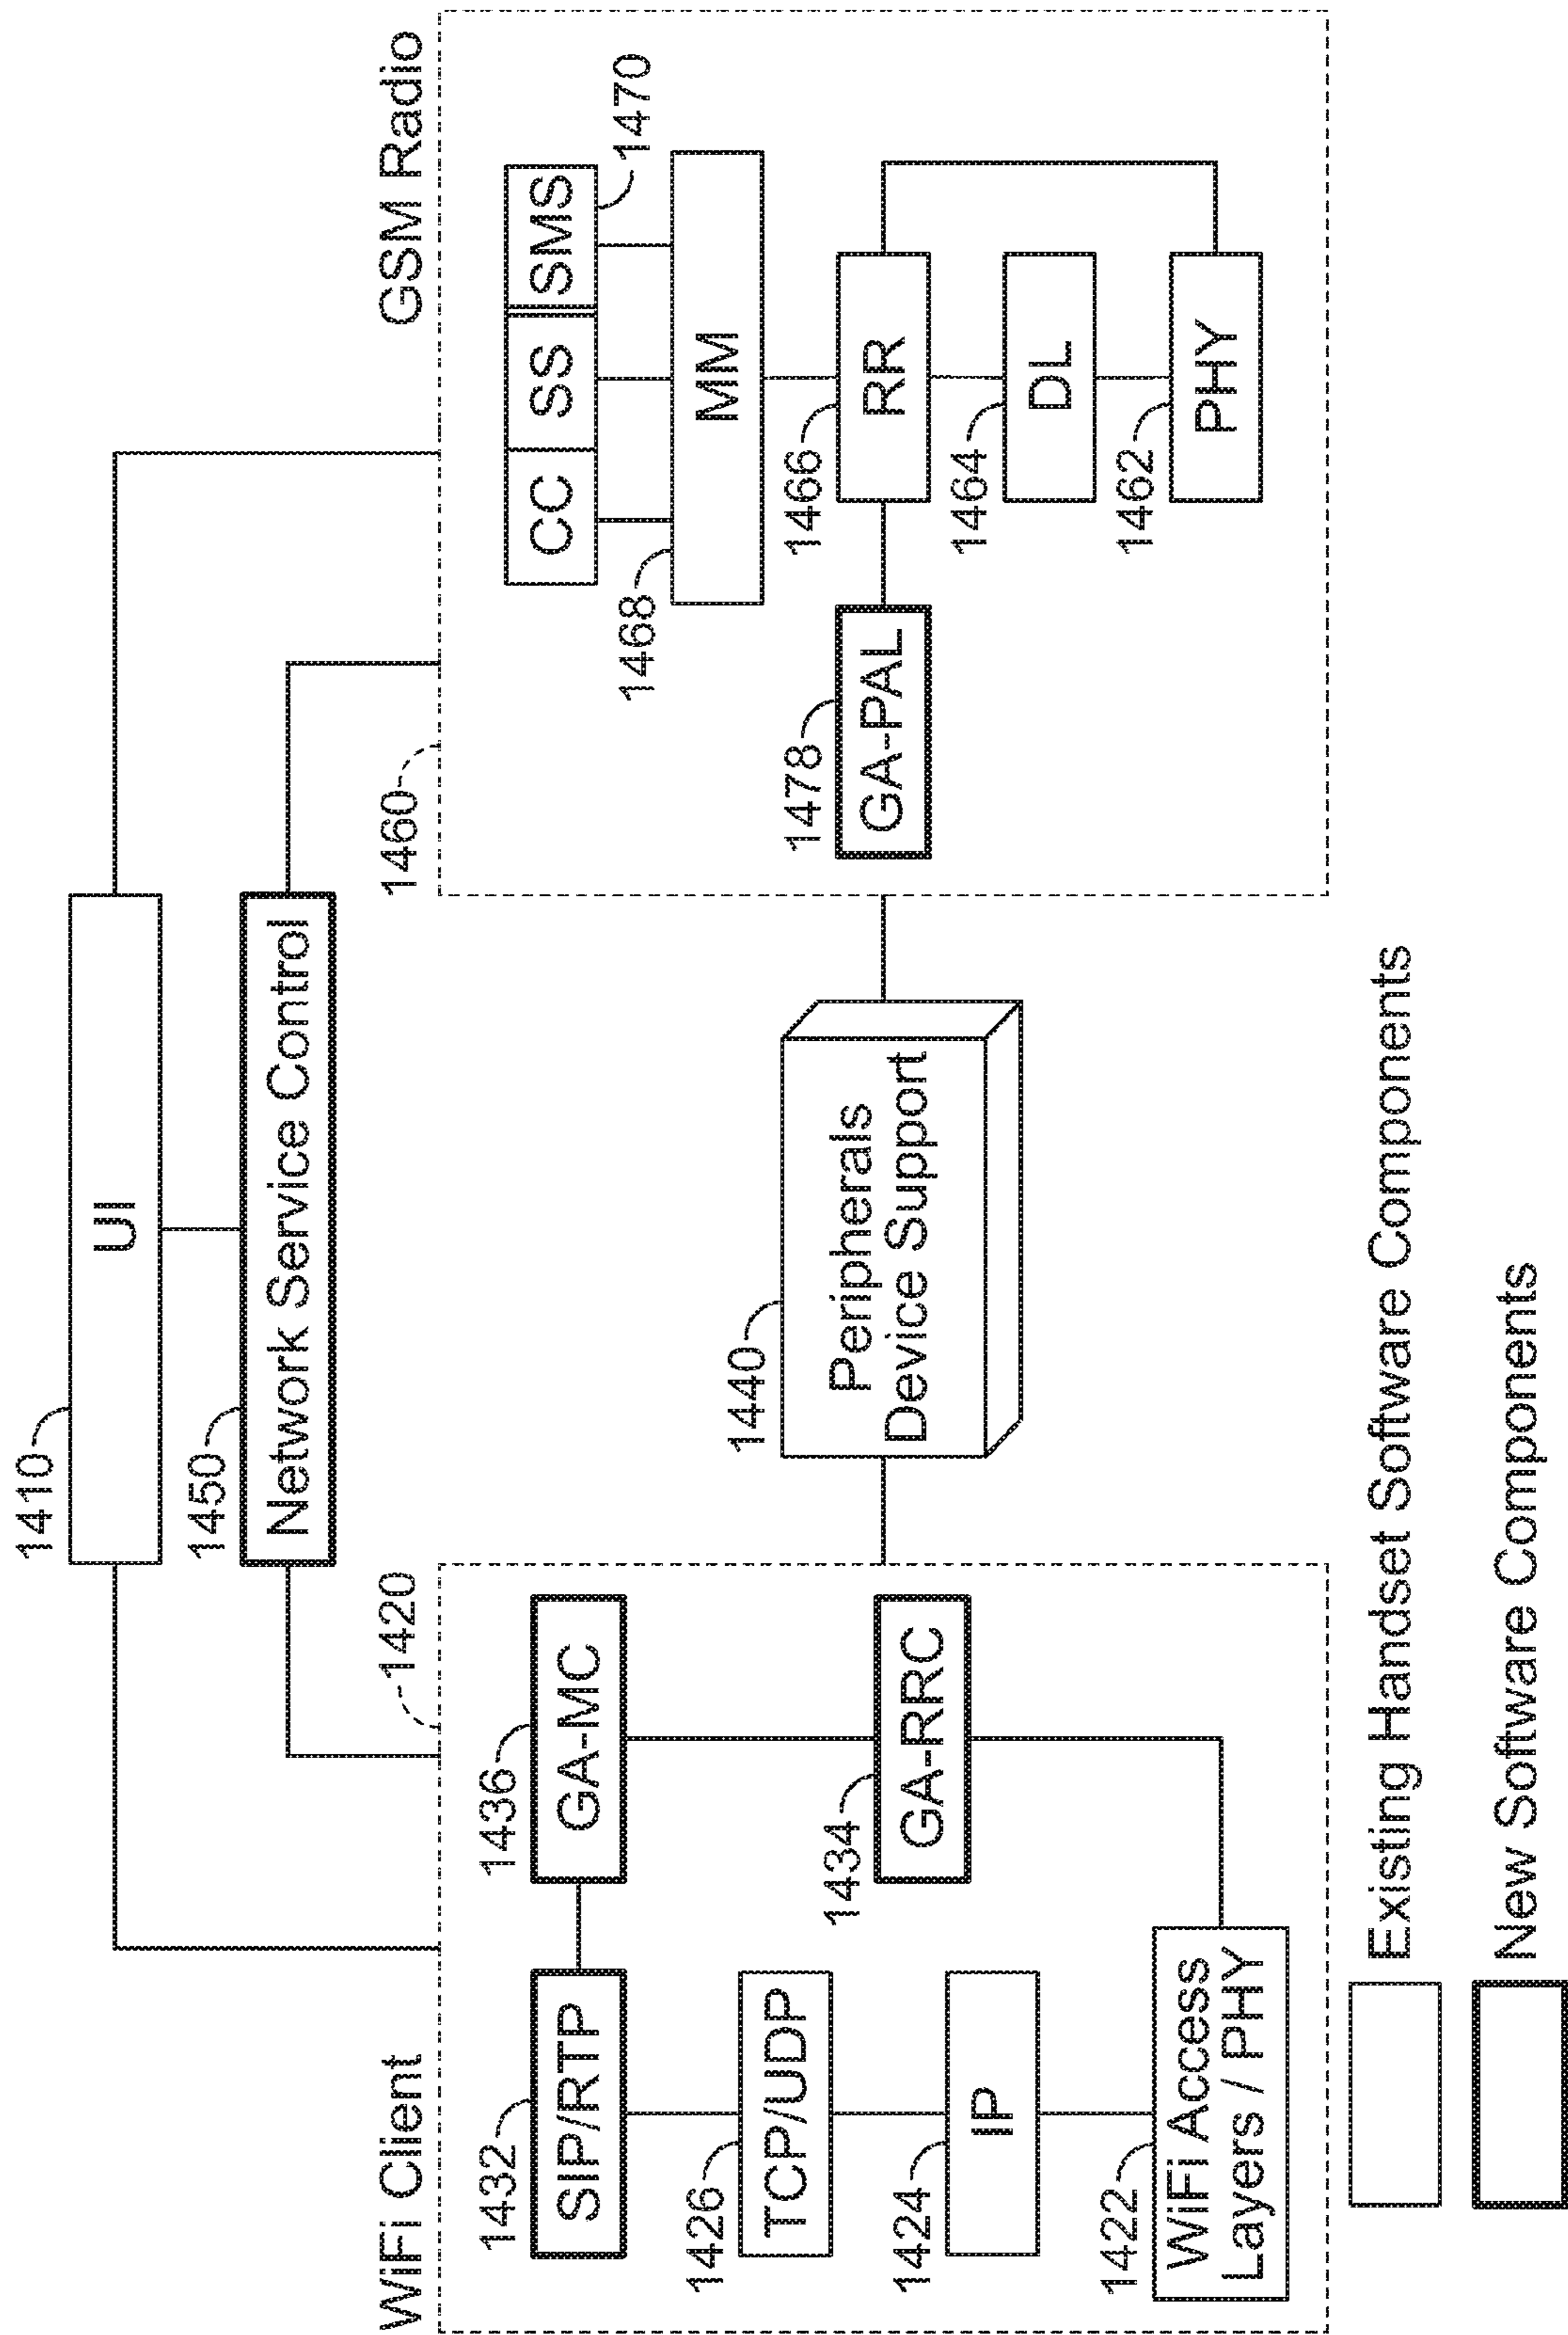 1410
UI
1450
Network Service Control
WiFi Client
1420
1432
SIP/RTP
1436
GA-MC
1426
TCP/UDP
1434
GA-RRC
1424
IP
1422
WiFi Access
Layers / PHY
1440
Peripherals
Device Support
1460
GSM Radio
CC
SS
SMS
1470
1468
MM
1478
GA-PAL
1466
RR
1464
DL
1462
PHY
Existing Handset Software Components
New Software Components